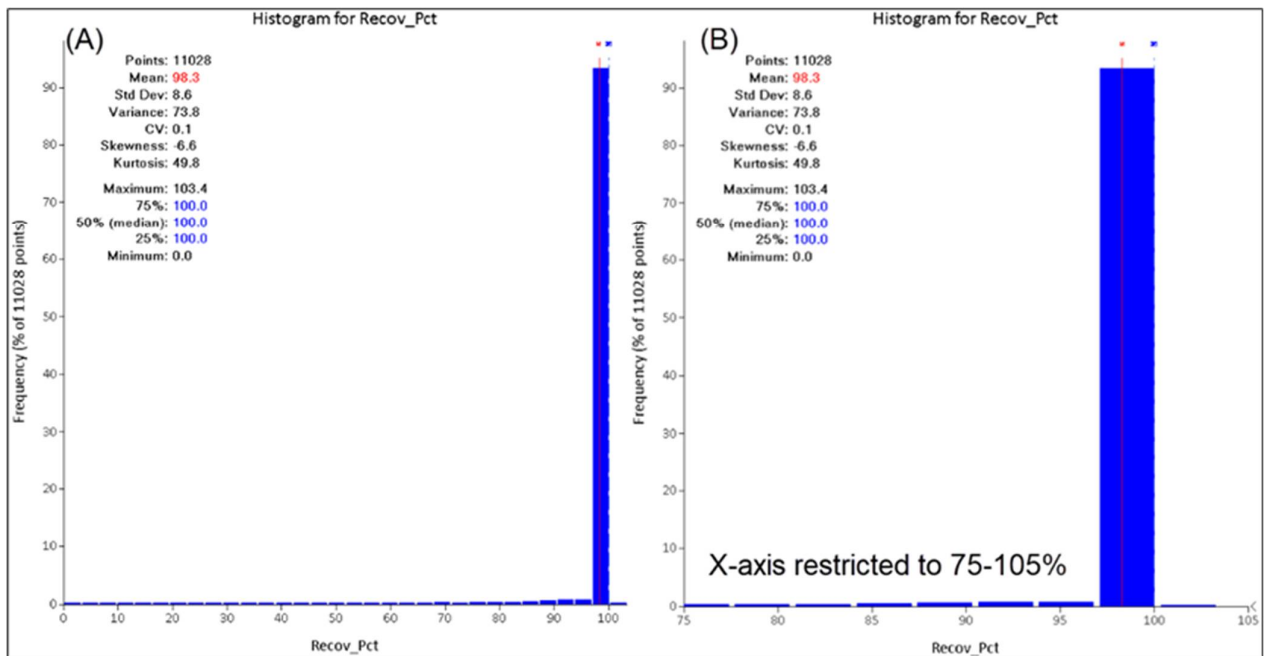 Histogram for Recov_Pct
(A)
Points: 11028
Mean: 98.3
Std Dev: 8.6
Variance: 73.8
CV: 0.1
Skewness: -6.6
Kurtosis: 49.8
Maximum: 103.4
75%: 100.0
50% (median): 100.0
25%: 100.0
Minimum: 0.0
Frequency (% of 11028 points)
90
80
70
60
50
40
30
20
10
0
0 10 20 30 40 50 60 70 80 90 100
Recov_Pct
Histogram for Recov_Pct
(B)
Points: 11028
Mean: 98.3
Std Dev: 8.6
Variance: 73.8
CV: 0.1
Skewness: -6.6
Kurtosis: 49.8
Maximum: 103.4
75%: 100.0
50% (median): 100.0
25%: 100.0
Minimum: 0.0
Frequency (% of 11028 points)
90
80
70
60
50
40
30
20
10
0
X-axis restricted to 75-105%
75 80 85 90 95 100 105
Recov_Pct